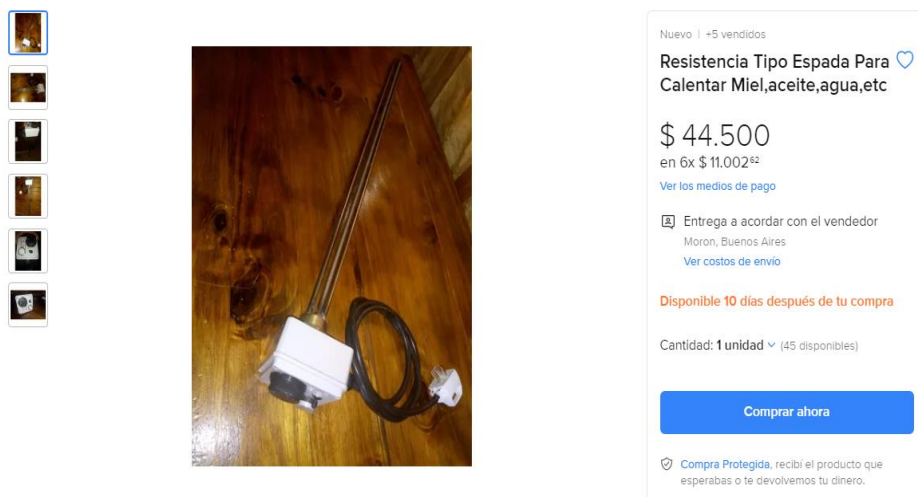 Nuevo | +5 vendidos
Resistencia Tipo Espada Para
Calentar Miel,aceite,agua,etc
$ 44.500
en 6x $ 11.002 62
Ver los medios de pago
Entrega a acordar con el vendedor
Moron, Buenos Aires
Ver costos de envío
Disponible 10 días después de tu compra
Cantidad: 1 unidad (45 disponibles)
Comprar ahora
Compra Protegida, recibí el producto que
esperabas o te devolvemos tu dinero.